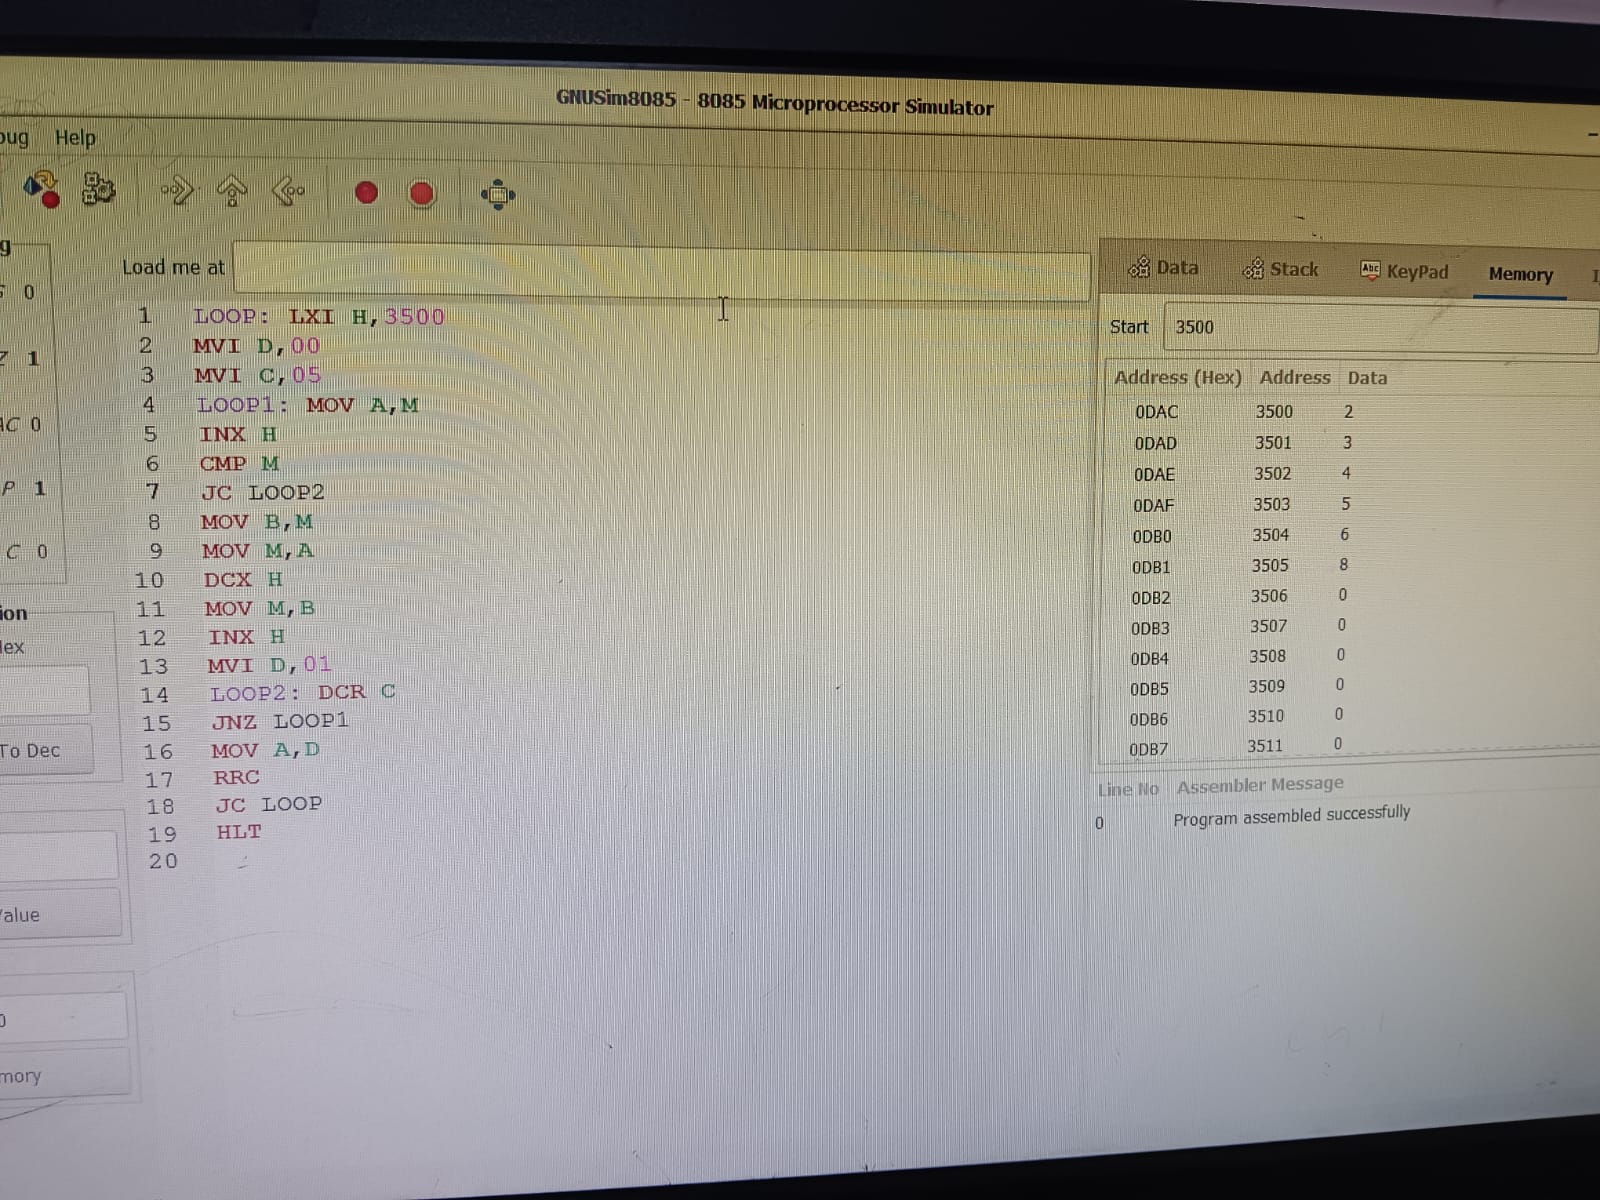 GNUSim8085 - 8085 Microprocessor Simulator
Help
Load me at
1 LOOP: LXI H,3500
2 MVI D,00
3 MVI C,05
4 LOOP1: MOV A,M
5 INX H
6 CMP M
7 JC LOOP2
8 MOV B,M
9 MOV M,A
10 DCX H
11 MOV M,B
12 INX H
13 MVI D,01
14 LOOP2: DCR C
15 JNZ LOOP1
16 MOV A,D
17 RRC
18 JC LOOP
19 HLT
20
0
1
AC 0
P 1
C 0
To Dec
Data Stack Abc KeyPad Memory
Start 3500
Address (Hex) Address Data
0DAC 3500 2
0DAD 3501 3
0DAE 3502 4
0DAF 3503 5
0DB0 3504 6
0DB1 3505 8
0DB2 3506 0
0DB3 3507 0
0DB4 3508 0
0DB5 3509 0
0DB6 3510 0
0DB7 3511 0
Line No Assembler Message
0 Program assembled successfully